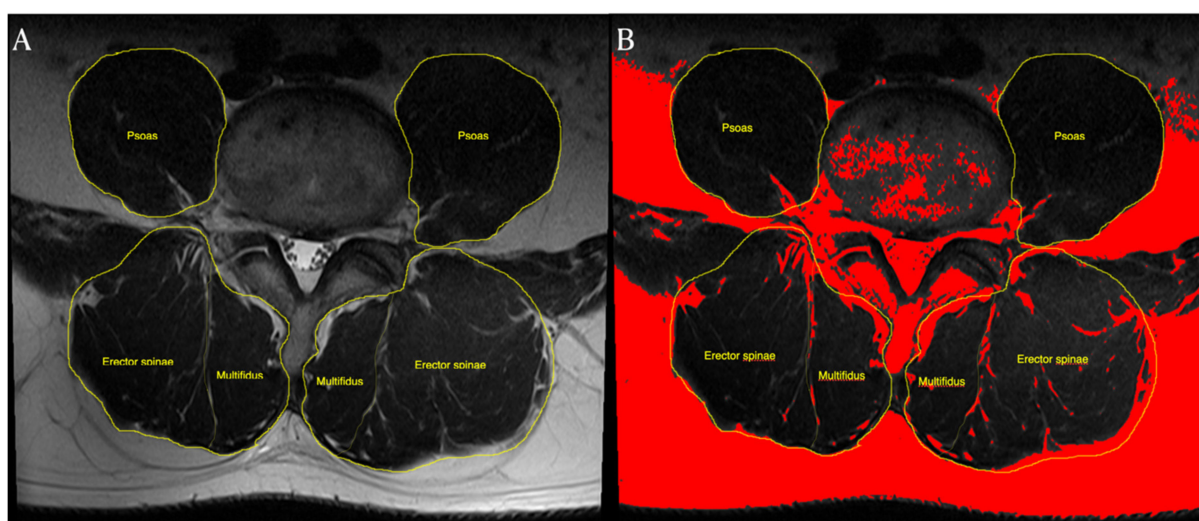 A
B
Psoas
Psoas
Psoas
Psoas
Erector spinae
Multifidus
Multifidus
Erector spinae
Erector spinae
Multifidus
Multifidus
Erector spinae